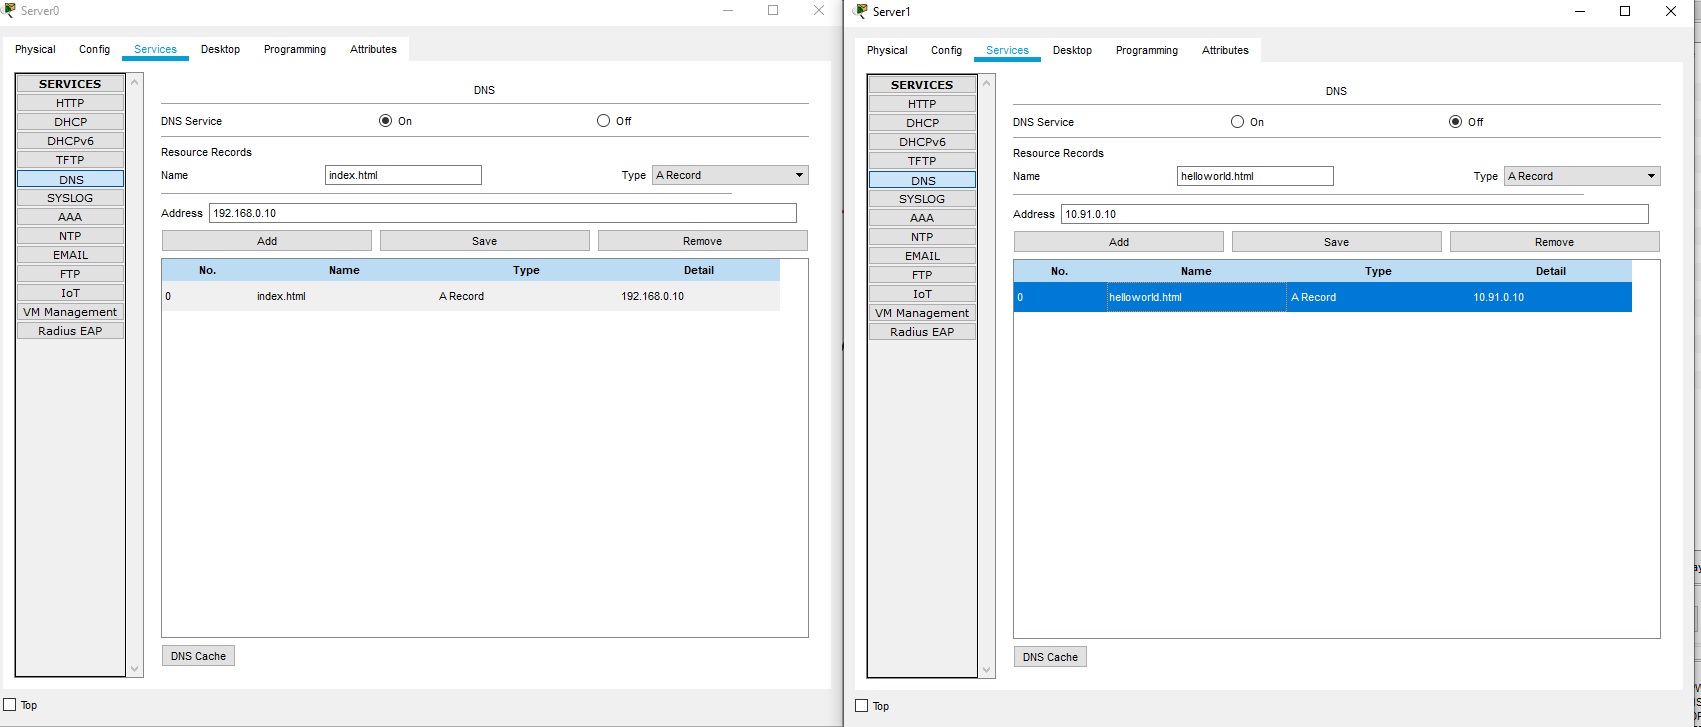 Server0
Physical Config Services Desktop Programming Attributes
SERVICES
HTTP
DHCP
DHCPv6
TFTP
DNS
SYSLOG
AAA
NTP
EMAIL
FTP
IoT
VM Management
Radius EAP
DNS
DNS Service On Off
Resource Records
Name index.html Type A Record
Address 192.168.0.10
Add Save Remove
No. Name Type Detail
0 index.html A Record 192.168.0.10
DNS Cache
Top
Server1
Physical Config Services Desktop Programming Attributes
SERVICES
HTTP
DHCP
DHCPv6
TFTP
DNS
SYSLOG
AAA
NTP
EMAIL
FTP
IoT
VM Management
Radius EAP
DNS
DNS Service On Off
Resource Records
Name helloworld.html Type A Record
Address 10.91.0.10
Add Save Remove
No. Name Type Detail
0 helloworld.html A Record 10.91.0.10
DNS Cache
Top